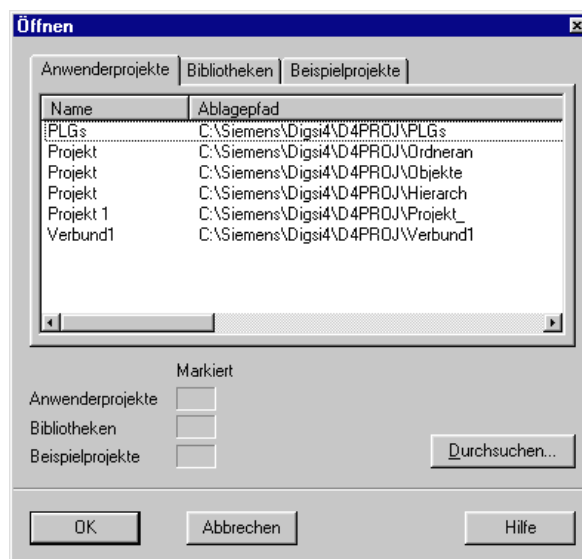 Öffnen
Anwenderprojekte Bibliotheken Beispielprojekte
Name Ablagepfad
PLGs C:\Siemens\Digsi4\D4PROJ\PLGs
Projekt C:\Siemens\Digsi4\D4PROJ\Ordneran
Projekt C:\Siemens\Digsi4\D4PROJ\Objekte
Projekt C:\Siemens\Digsi4\D4PROJ\Hierarch
Projekt 1 C:\Siemens\Digsi4\D4PROJ\Projekt_
Verbund1 C:\Siemens\Digsi4\D4PROJ\Verbund1
Markiert
Anwenderprojekte
Bibliotheken
Beispielprojekte
Durchsuchen...
OK Abbrechen Hilfe